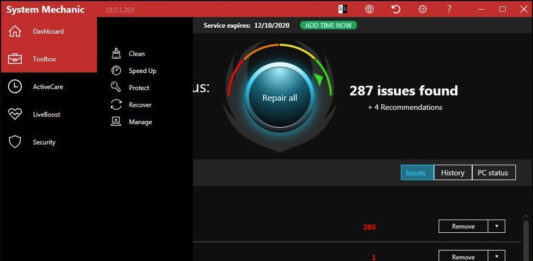 System Mechanic 18.5.1.203
?
Service expires: 12/10/2020 ADD TIME NOW
Dashboard
Toolbox
ActiveCare
LiveBoost
Security
Clean
Speed Up
Protect
Recover
Manage
us:
Repair all
287 issues found
+ 4 Recommendations
Issues History PC status
285 Remove
1 Remove